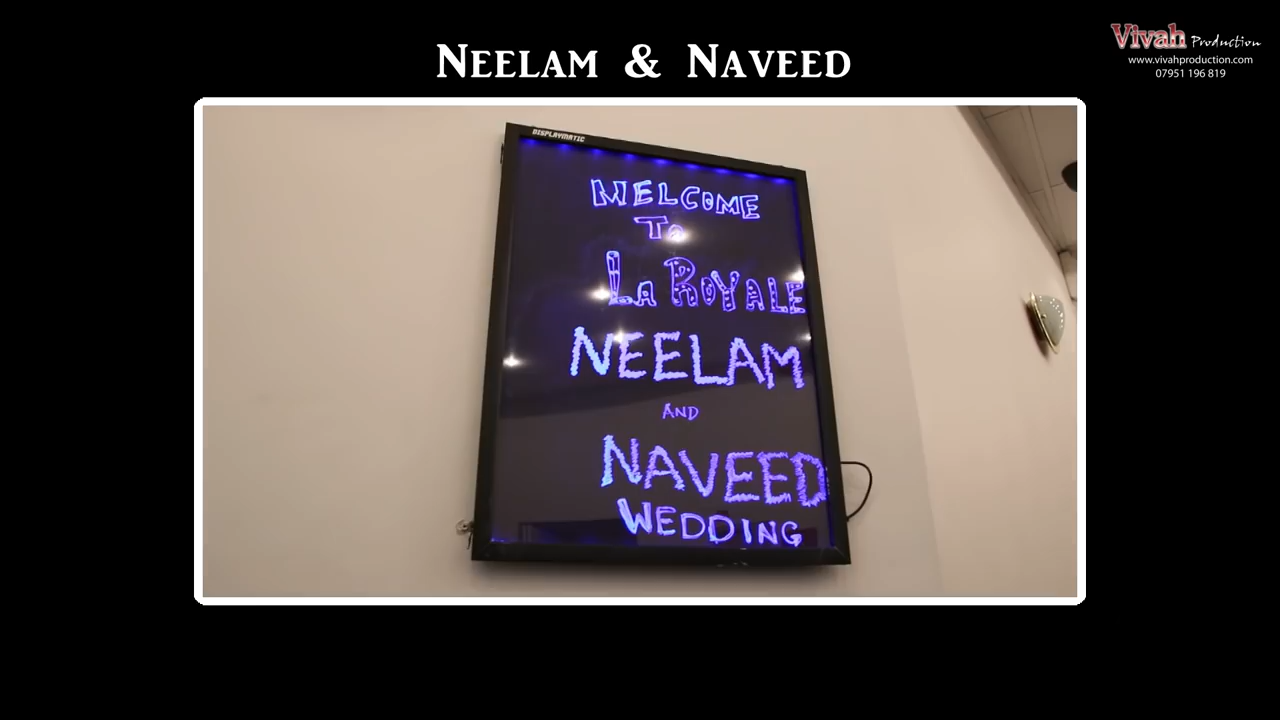 Neelam & Naveed
Vivah Production
www.vivahproduction.com
07951 196 819
DISPLAYMATIC
WELCOME
To
La Royale
NEELAM
AND
NAVEED
WEDDING